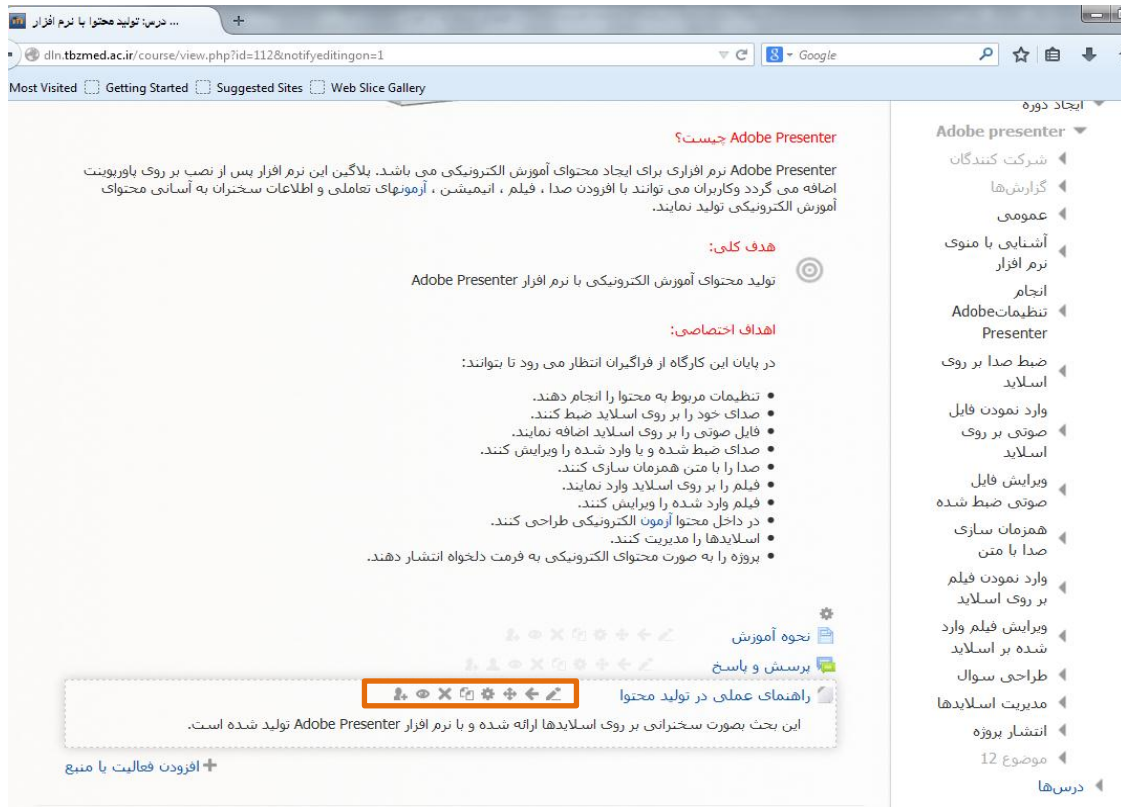 ... درس: تولید محتوا با نرم افزار
dln.tbzmed.ac.ir/course/view.php?id=112&notifyeditingon=1
Google
Most Visited Getting Started Suggested Sites Web Slice Gallery
Adobe Presenter چیست؟
Adobe Presenter نرم افزاری برای ایجاد محتوای آموزش الکترونیکی می باشد. پلاگین این نرم افزار پس از نصب بر روی پاورپوینت
اضافه می گردد وکاربران می توانند با افزودن صدا ، فیلم ، انیمیشن ، آزمونهای تعاملی و اطلاعات سخنران به آسانی محتوای
آموزش الکترونیکی تولید نمایند.
هدف کلی:
تولید محتوای آموزش الکترونیکی با نرم افزار Adobe Presenter
اهداف اختصاصی:
در پایان این کارگاه از فراگیران انتظار می رود تا بتوانند:
• تنظیمات مربوط به محتوا را انجام دهند.
• صدای خود را بر روی اسلاید ضبط کنند.
• فایل صوتی را بر روی اسلاید اضافه نمایند.
• صدای ضبط شده و یا وارد شده را ویرایش کنند.
• صدا را با متن همزمان سازی کنند.
• فیلم را بر روی اسلاید وارد نمایند.
• فیلم وارد شده را ویرایش کنند.
• در داخل محتوا آزمون الکترونیکی طراحی کنند.
• اسلایدها را مدیریت کنند.
• پروژه را به صورت محتوای الکترونیکی به فرمت دلخواه انتشار دهند.
نحوه آموزش
پرسش و پاسخ
راهنمای عملی در تولید محتوا
این بحث بصورت سخنرانی بر روی اسلایدها ارائه شده و با نرم افزار Adobe Presenter تولید شده است.
افزودن فعالیت یا منبع
ایجاد دوره
Adobe presenter
شرکت کنندگان
گزارش‌ها
عمومی
آشنایی با منوی
نرم افزار
انجام
تنظیماتAdobe
Presenter
ضبط صدا بر روی
اسلاید
وارد نمودن فایل
صوتی بر روی
اسلاید
ویرایش فایل
صوتی ضبط شده
همزمان سازی
صدا با متن
وارد نمودن فیلم
بر روی اسلاید
ویرایش فیلم وارد
شده بر اسلاید
طراحی سوال
مدیریت اسلایدها
انتشار پروژه
موضوع 12
درس‌ها